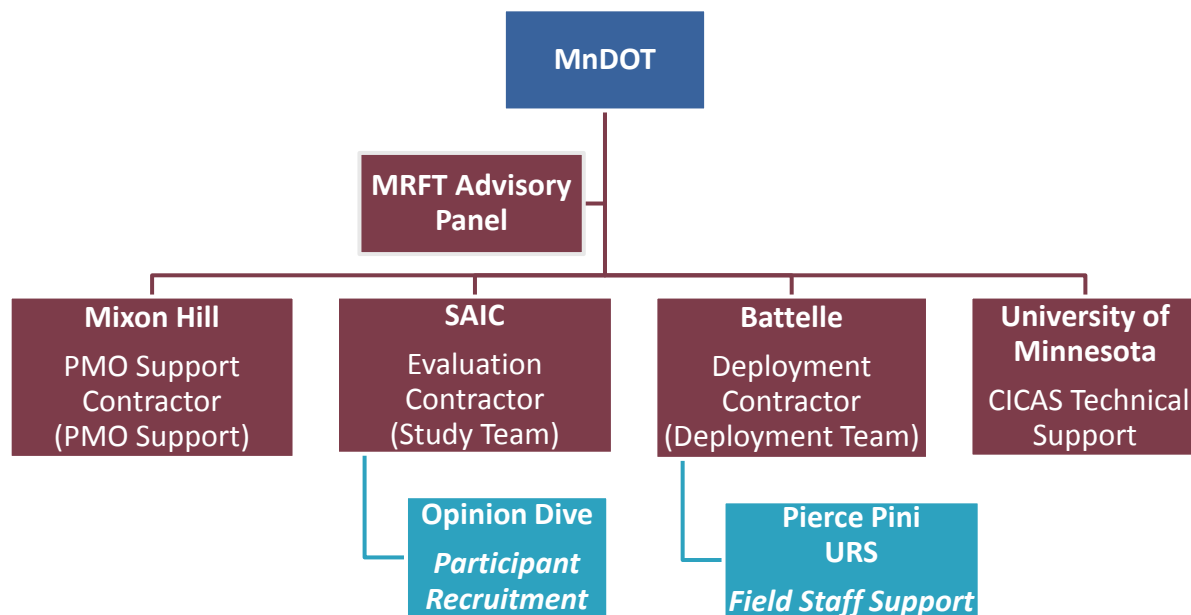 MnDOT
MRFT Advisory
Panel
Mixon Hill
PMO Support
Contractor
(PMO Support)
SAIC
Evaluation
Contractor
(Study Team)
Battelle
Deployment
Contractor
(Deployment Team)
University of
Minnesota
CICAS Technical
Support
Opinion Dive
Participant
Recruitment
Pierce Pini
URS
Field Staff Support